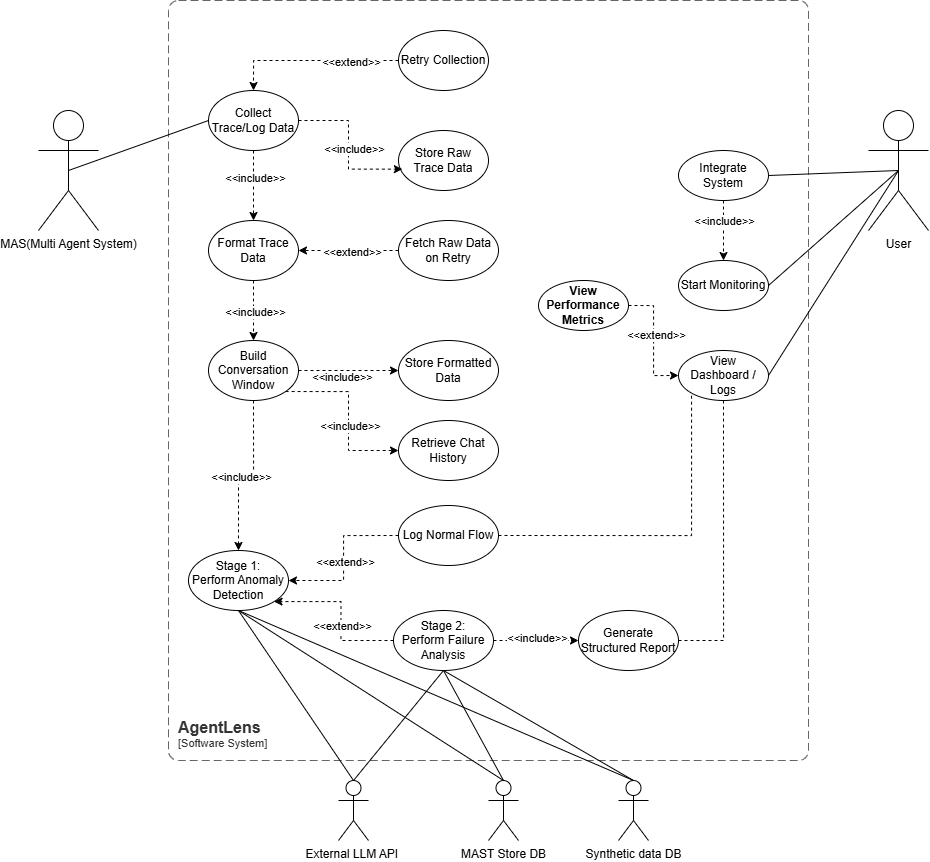 <<extend>>
Retry Collection
Collect
Trace/Log Data
<<include>>
Store Raw
Trace Data
<<include>>
MAS(Multi Agent System)
Format Trace
Data
<<extend>>
Fetch Raw Data
on Retry
<<include>>
Build
Conversation
Window
<<include>>
Store Formatted
Data
<<include>>
Retrieve Chat
History
<<include>>
Integrate
System
<<include>>
User
Start Monitoring
View
Performance
Metrics
<<extend>>
View
Dashboard /
Logs
Log Normal Flow
<<extend>>
Stage 1:
Perform Anomaly
Detection
<<extend>>
Stage 2:
Perform Failure
Analysis
<<include>>
Generate
Structured Report
AgentLens
[Software System]
External LLM API
MAST Store DB
Synthetic data DB